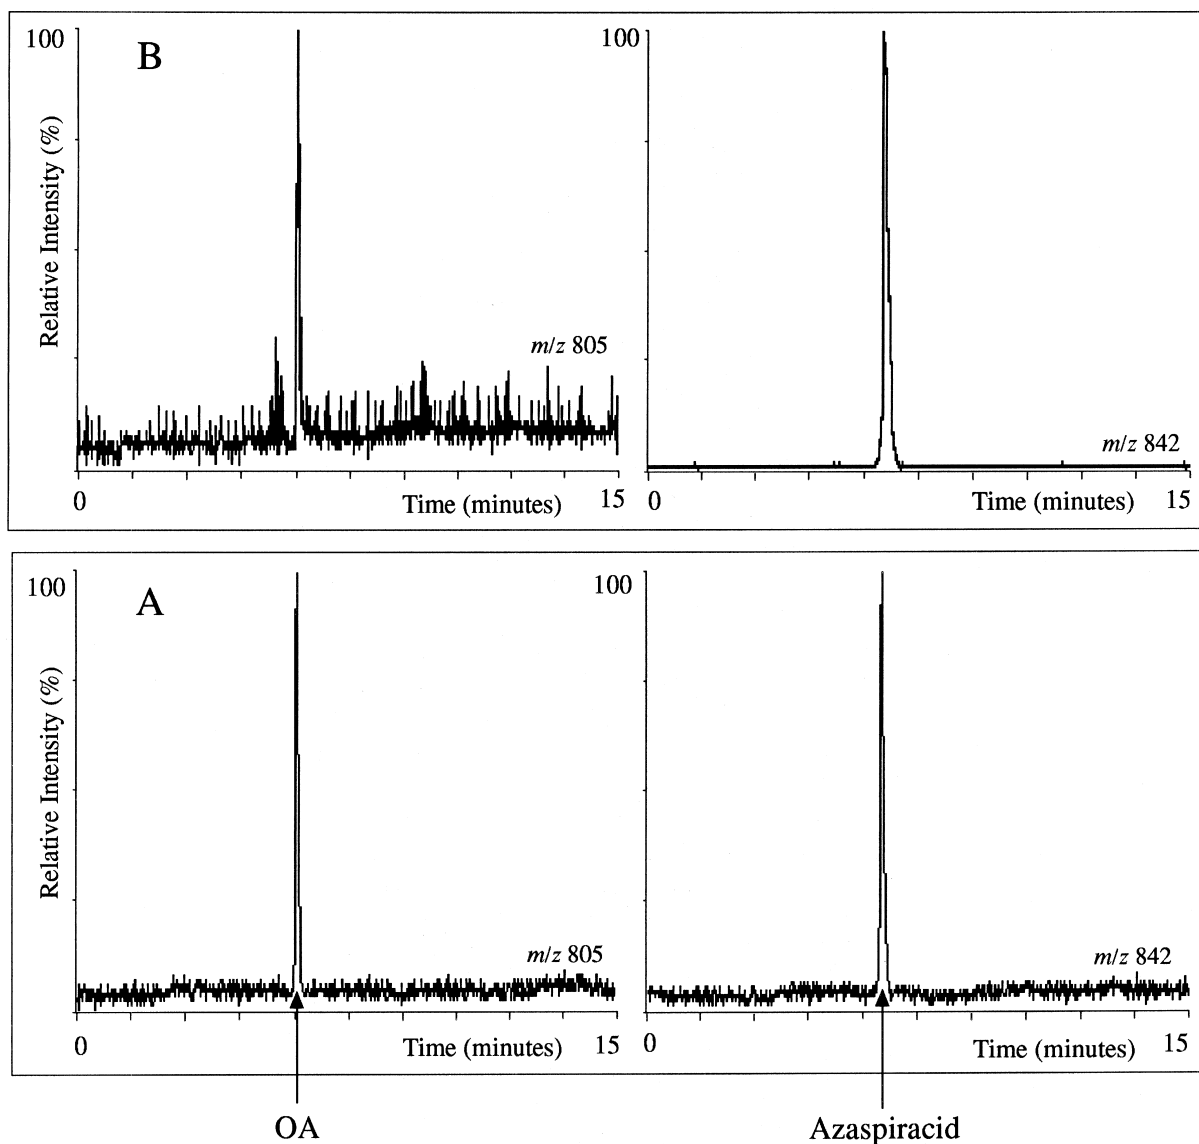 B
100
Relative Intensity (%)
m/z 805
0
Time (minutes)
15
100
m/z 842
0
Time (minutes)
15
A
100
Relative Intensity (%)
m/z 805
0
Time (minutes)
15
100
m/z 842
0
Time (minutes)
15
OA
Azaspiracid